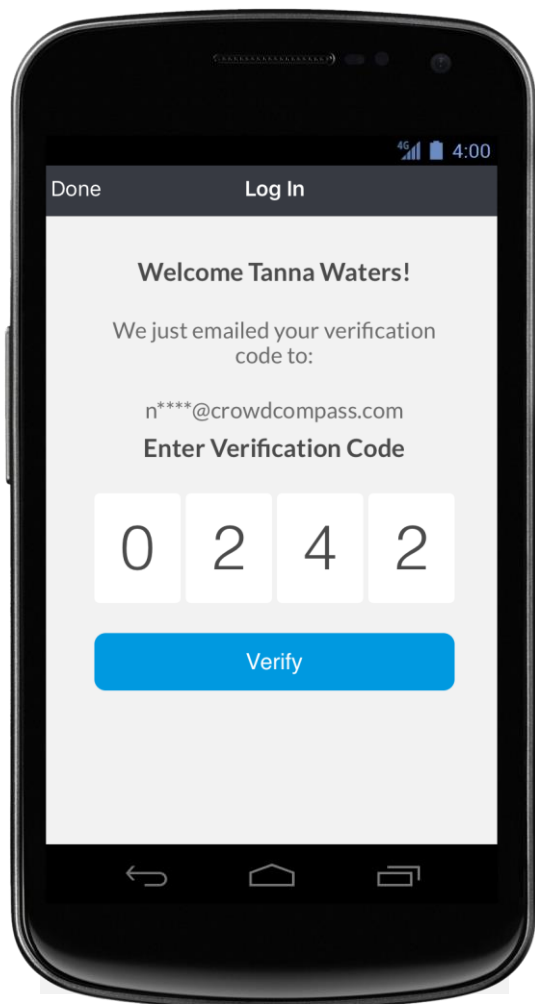 4G 4:00
Done Log In
Welcome Tanna Waters!
We just emailed your verification
code to:
n****@crowdcompass.com
Enter Verification Code
0 2 4 2
Verify